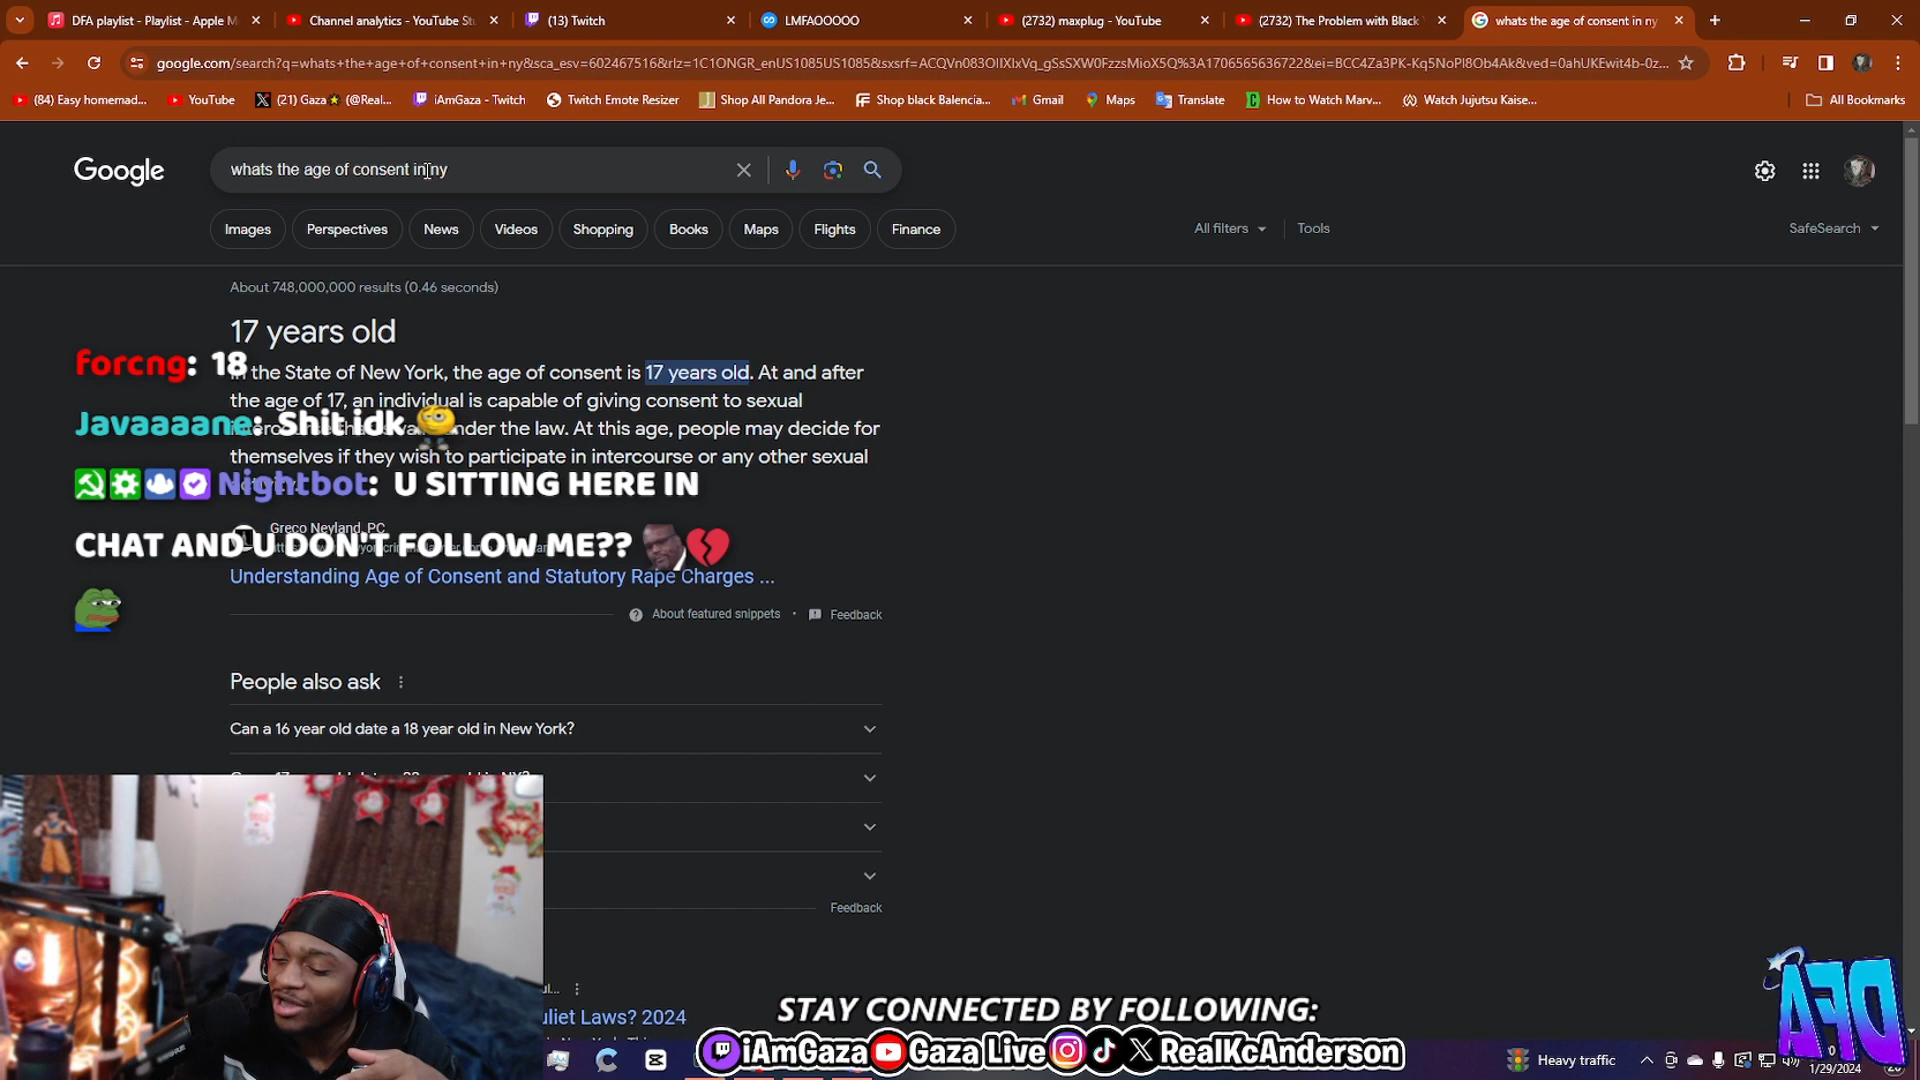 DFA playlist - Playlist - Apple M
Channel analytics - YouTube St
(13) Twitch
LMFAOOOOO
(2732) maxplug - YouTube
(2732) The Problem with Black
whats the age of consent in ny
google.com/search?q=whats+the+age+of+consent+in+ny&sca_esv=602467516&rlz=1C1ONGR_enUS1085US1085&sxsrf=
(84) Easy homemad...
YouTube
(21) Gaza (@Real...
iAmGaza - Twitch
Twitch Emote Resizer
Shop All Pandora Je...
Shop black Balencia...
Gmail
Maps
Translate
How to Watch Marv...
Watch Jujutsu Kaise...
All Bookmarks
Google
whats the age of consent in ny
Images
Perspectives
News
Videos
Shopping
Books
Maps
Flights
Finance
All filters
Tools
SafeSearch
About 748,000,000 results (0.46 seconds)
17 years old
forcng: 18
In the State of New York, the age of consent is 17 years old. At and after
the age of 17, an individual is capable of giving consent to sexual
Javaaaane: Shit idk
under the law. At this age, people may decide for
themselves if they wish to participate in intercourse or any other sexual
Nightbot: U SITTING HERE IN
Greco Neyland, PC
CHAT AND U DON'T FOLLOW ME??
Understanding Age of Consent and Statutory Rape Charges ...
About featured snippets
Feedback
People also ask
Can a 16 year old date a 18 year old in New York?
Feedback
uliet Laws? 2024
STAY CONNECTED BY FOLLOWING:
iAmGaza Gaza Live RealKcAnderson
DFA
Heavy traffic
1/29/2024